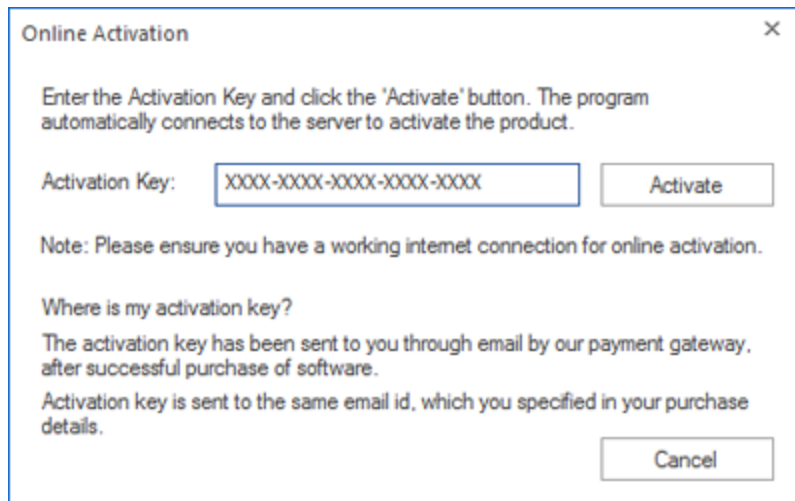 Online Activation
Enter the Activation Key and click the 'Activate' button. The program
automatically connects to the server to activate the product.
Activation Key: XXXX-XXXX-XXXX-XXXX-XXXX Activate
Note: Please ensure you have a working internet connection for online activation.
Where is my activation key?
The activation key has been sent to you through email by our payment gateway,
after successful purchase of software.
Activation key is sent to the same email id, which you specified in your purchase
details.
Cancel